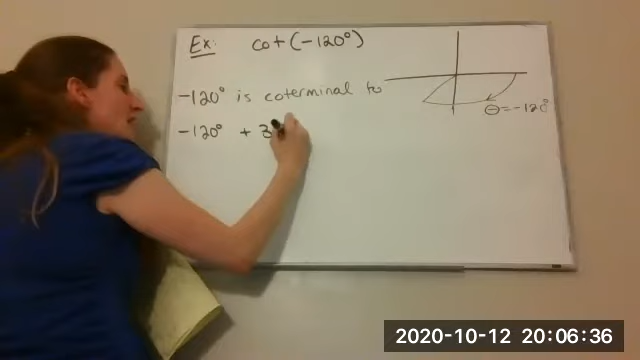 Ex: cot(-120°)
-120° is coterminal to
θ=-120°
-120° + 3
2020-10-12 20:06:36